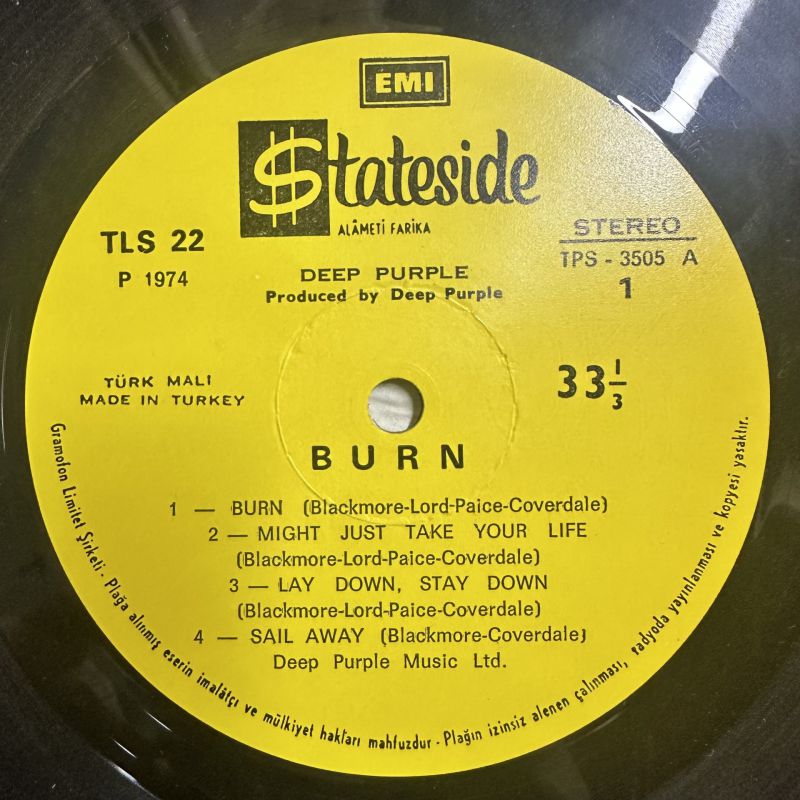 EMI
$tateside
ALÂMETİ FARİKA
TLS 22
P 1974
STEREO
TPS - 3505 A
1
DEEP PURPLE
Produced by Deep Purple
TÜRK MALI
MADE IN TURKEY
33 1/3
BURN
1 — BURN (Blackmore-Lord-Paice-Coverdale)
2 — MIGHT JUST TAKE YOUR LIFE
(Blackmore-Lord-Paice-Coverdale)
3 — LAY DOWN, STAY DOWN
(Blackmore-Lord-Paice-Coverdale)
4 — SAIL AWAY (Blackmore-Coverdale)
Deep Purple Music Ltd.
Gramofon Limitet Şirketi - Plağa alınmış eserin imalâtçı ve mülkiyet hakları mahfuzdur - Plağın izinsiz alenen çalınması, radyoda yayınlanması ve kopyesi yasaktır.